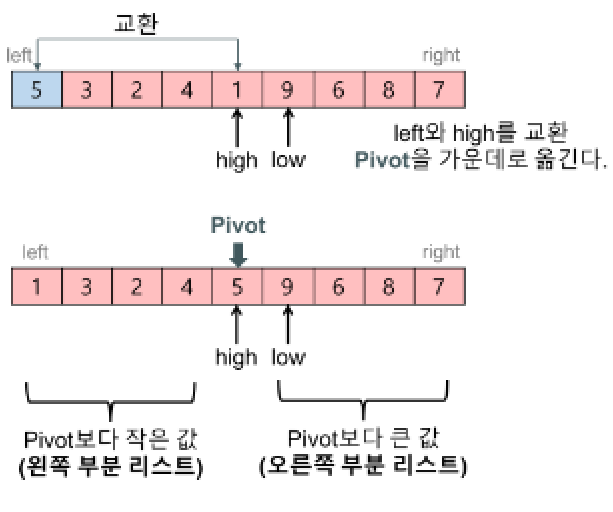 교환
left right
5 3 2 4 1 9 6 8 7
high low
left와 high를 교환
Pivot을 가운데로 옮긴다.
Pivot
left right
1 3 2 4 5 9 6 8 7
high low
Pivot보다 작은 값
(왼쪽 부분 리스트)
Pivot보다 큰 값
(오른쪽 부분 리스트)